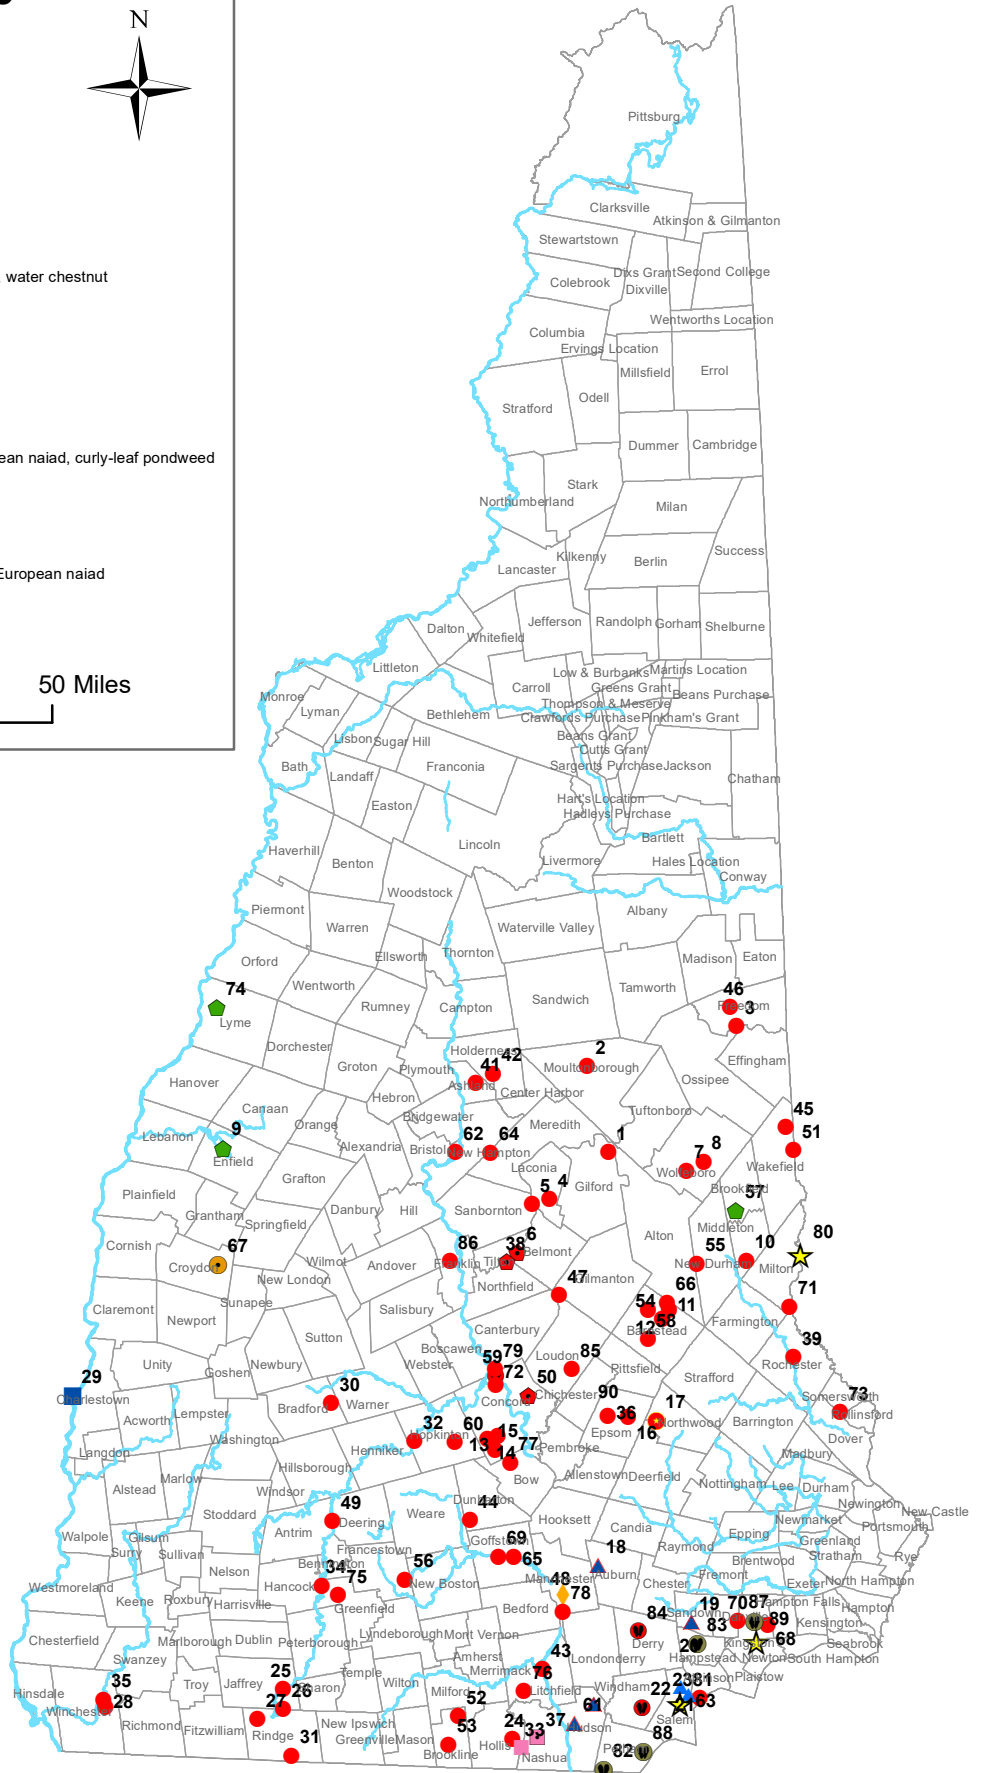 N
, water chestnut
ean naiad, curly-leaf pondweed
European naiad
50 Miles
Pittsburg
Clarksville
Atkinson & Gilmanton
Stewartstown
Dixs Grant
Second College
Colebrook
Dixville
Wentworths Location
Columbia
Ervings Location
Millsfield
Errol
Odell
Stratford
Dummer
Cambridge
Stark
Northumberland
Milan
Success
Kilkenny
Berlin
Lancaster
Jefferson
Randolph
Gorham
Shelburne
Dalton
Whitefield
Littleton
Low & Burbanks
Martins Location
Carroll
Greens Grant
Beans Purchase
Monroe
Thompson & Meserve
Lyman
Bethlehem
Crawfords Purchase
Pinkham's Grant
Beans Grant
Lisbon
Sugar Hill
Cutts Grant
Bath
Landaff
Franconia
Sargents Purchase
Jackson
Chatham
Easton
Hart's Location
Hadleys Purchase
Lincoln
Bartlett
Haverhill
Benton
Livermore
Hales Location
Conway
Woodstock
Piermont
Albany
Warren
Waterville Valley
Orford
Ellsworth
Thornton
Madison
Eaton
Wentworth
Tamworth
74
Rumney
Campton
Sandwich
46
Freedom
3
Lyme
Dorchester
Holderness
42
2
Groton
Plymouth
41
Moultonborough
Effingham
Hanover
Ashland
Center Harbor
Ossipee
Hebron
Canaan
Bridgewater
Tuftonboro
45
Lebanon
9
Orange
Meredith
51
Enfield
Alexandria
Bristol
62
New Hampton
64
1
7
8
Grafton
Laconia
Wolfeboro
Wakefield
Plainfield
5
4
Gilford
Brookfield
57
Grantham
Danbury
Hill
Sanbornton
Springfield
Middleton
Cornish
67
86
6
Alton
80
Croydon
Wilmot
Andover
Franklin
Tilton
38
Belmont
55
10
New London
Northfield
47
Gilmanton
New Durham
Milton
Claremont
Sunapee
Salisbury
66
71
Newport
54
11
Farmington
Sutton
Canterbury
12
58
Barnstead
Boscawen
79
Loudon
85
39
Unity
Newbury
Webster
59
Pittsfield
Rochester
29
Goshen
72
Strafford
Charlestown
30
50
Chichester
90
Somersworth
73
Bradford
Warner
Concord
17
Rollinsford
Acworth
Lempster
32
60
36
Northwood
Barrington
Washington
Hopkinton
15
Epsom
16
Dover
Langdon
Henniker
13
77
Pembroke
Madbury
14
Hillsborough
Allenstown
Deerfield
Marlow
Bow
Nottingham
Lee
Durham
Alstead
Windsor
44
Dunbarton
Newington
49
Weare
Stoddard
Deering
Hooksett
Newmarket
New Castle
Portsmouth
Walpole
Gilsum
Antrim
Goffstown
69
Candia
Epping
Greenland
Surry
Sullivan
Francestown
65
18
Raymond
Stratham
Rye
Bennington
Brentwood
Nelson
34
56
Manchester
Auburn
Fremont
Westmoreland
Hancock
75
New Boston
48
Chester
Exeter
North Hampton
Keene
Roxbury
Harrisville
Greenfield
78
19
70
87
Hampton Falls
Hampton
Bedford
84
Sandown
83
89
Kensington
Chesterfield
Marlborough
Dublin
Peterborough
Lyndeborough
Mont Vernon
Derry
Kingston
68
Seabrook
Swanzey
43
Londonderry
Hampstead
Newton
South Hampton
Amherst
Merrimack
Troy
Jaffrey
25
Sharon
Temple
76
Windham
Plaistow
Hinsdale
35
26
Wilton
Milford
Litchfield
22
81
Winchester
28
27
52
61
63
Richmond
Fitzwilliam
Rindge
New Ipswich
53
24
33
37
Hudson
Salem
31
Greenville
Mason
Hollis
88
Brookline
Nashua
82